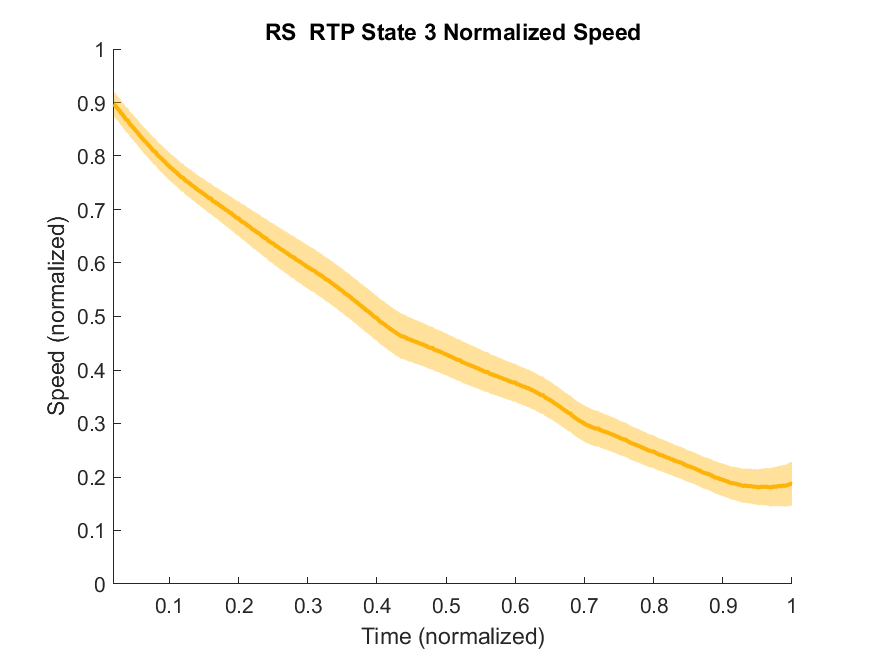 RS  RTP State 3 Normalized Speed
1
0.9
0.8
0.7
0.6
0.5
0.4
0.3
0.2
0.1
0
Speed (normalized)
0.1 0.2 0.3 0.4 0.5 0.6 0.7 0.8 0.9 1
Time (normalized)